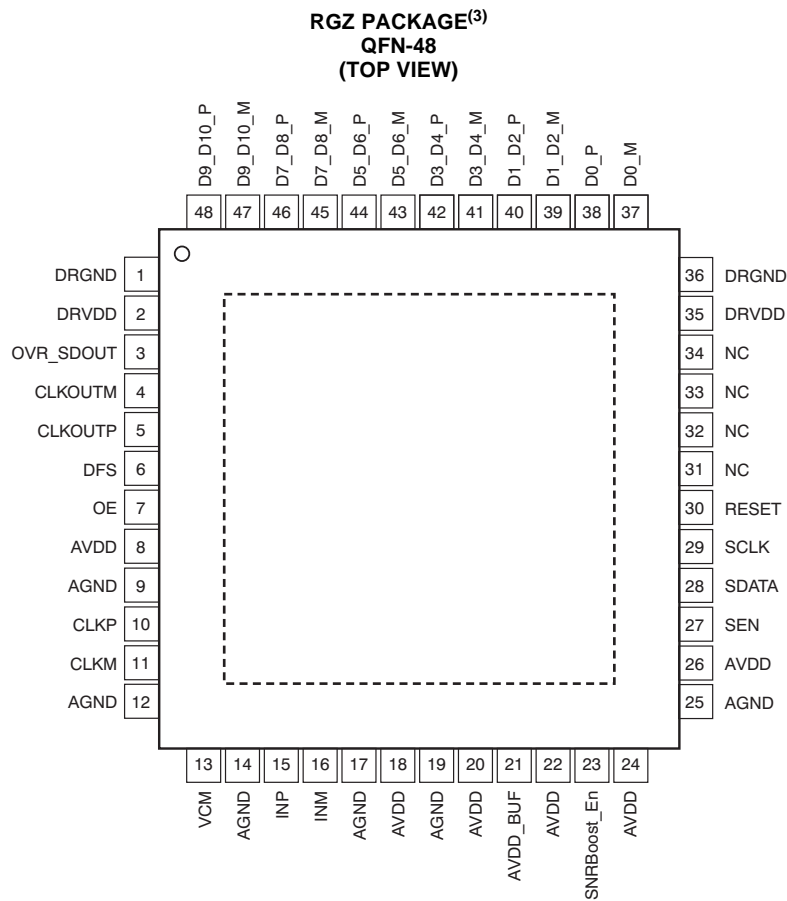 RGZ PACKAGE(3)
QFN-48
(TOP VIEW)
D9_D10_P
D9_D10_M
D7_D8_P
D7_D8_M
D5_D6_P
D5_D6_M
D3_D4_P
D3_D4_M
D1_D2_P
D1_D2_M
D0_P
D0_M
48 47 46 45 44 43 42 41 40 39 38 37
DRGND 1 36 DRGND
DRVDD 2 35 DRVDD
OVR_SDOUT 3 34 NC
CLKOUTM 4 33 NC
CLKOUTP 5 32 NC
DFS 6 31 NC
OE 7 30 RESET
AVDD 8 29 SCLK
AGND 9 28 SDATA
CLKP 10 27 SEN
CLKM 11 26 AVDD
AGND 12 25 AGND
13 14 15 16 17 18 19 20 21 22 23 24
VCM
AGND
INP
INM
AGND
AVDD
AGND
AVDD
AVDD_BUF
AVDD
SNRBoost_En
AVDD